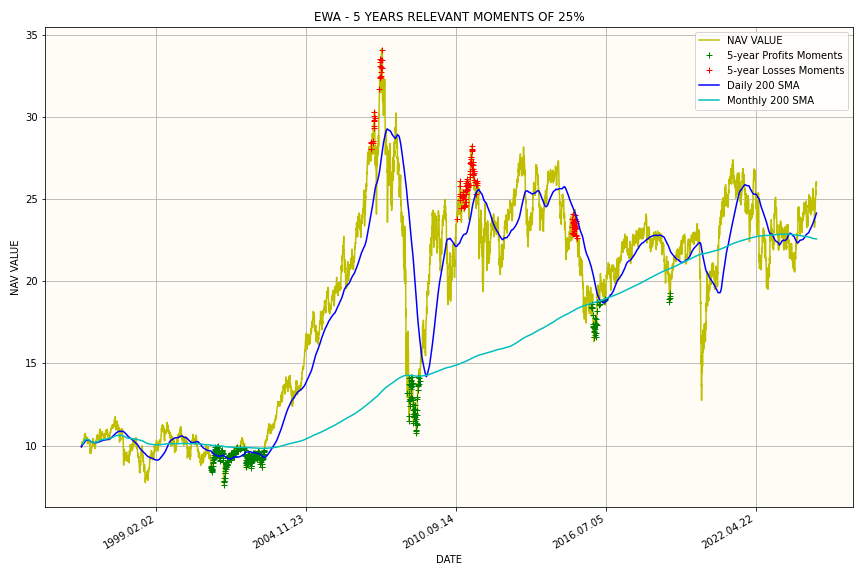 EWA - 5 YEARS RELEVANT MOMENTS OF 25%
NAV VALUE
5-year Profits Moments
5-year Losses Moments
Daily 200 SMA
Monthly 200 SMA
NAV VALUE
35
30
25
20
15
10
1999.02.02
2004.11.23
2010.09.14
2016.07.05
2022.04.22
DATE